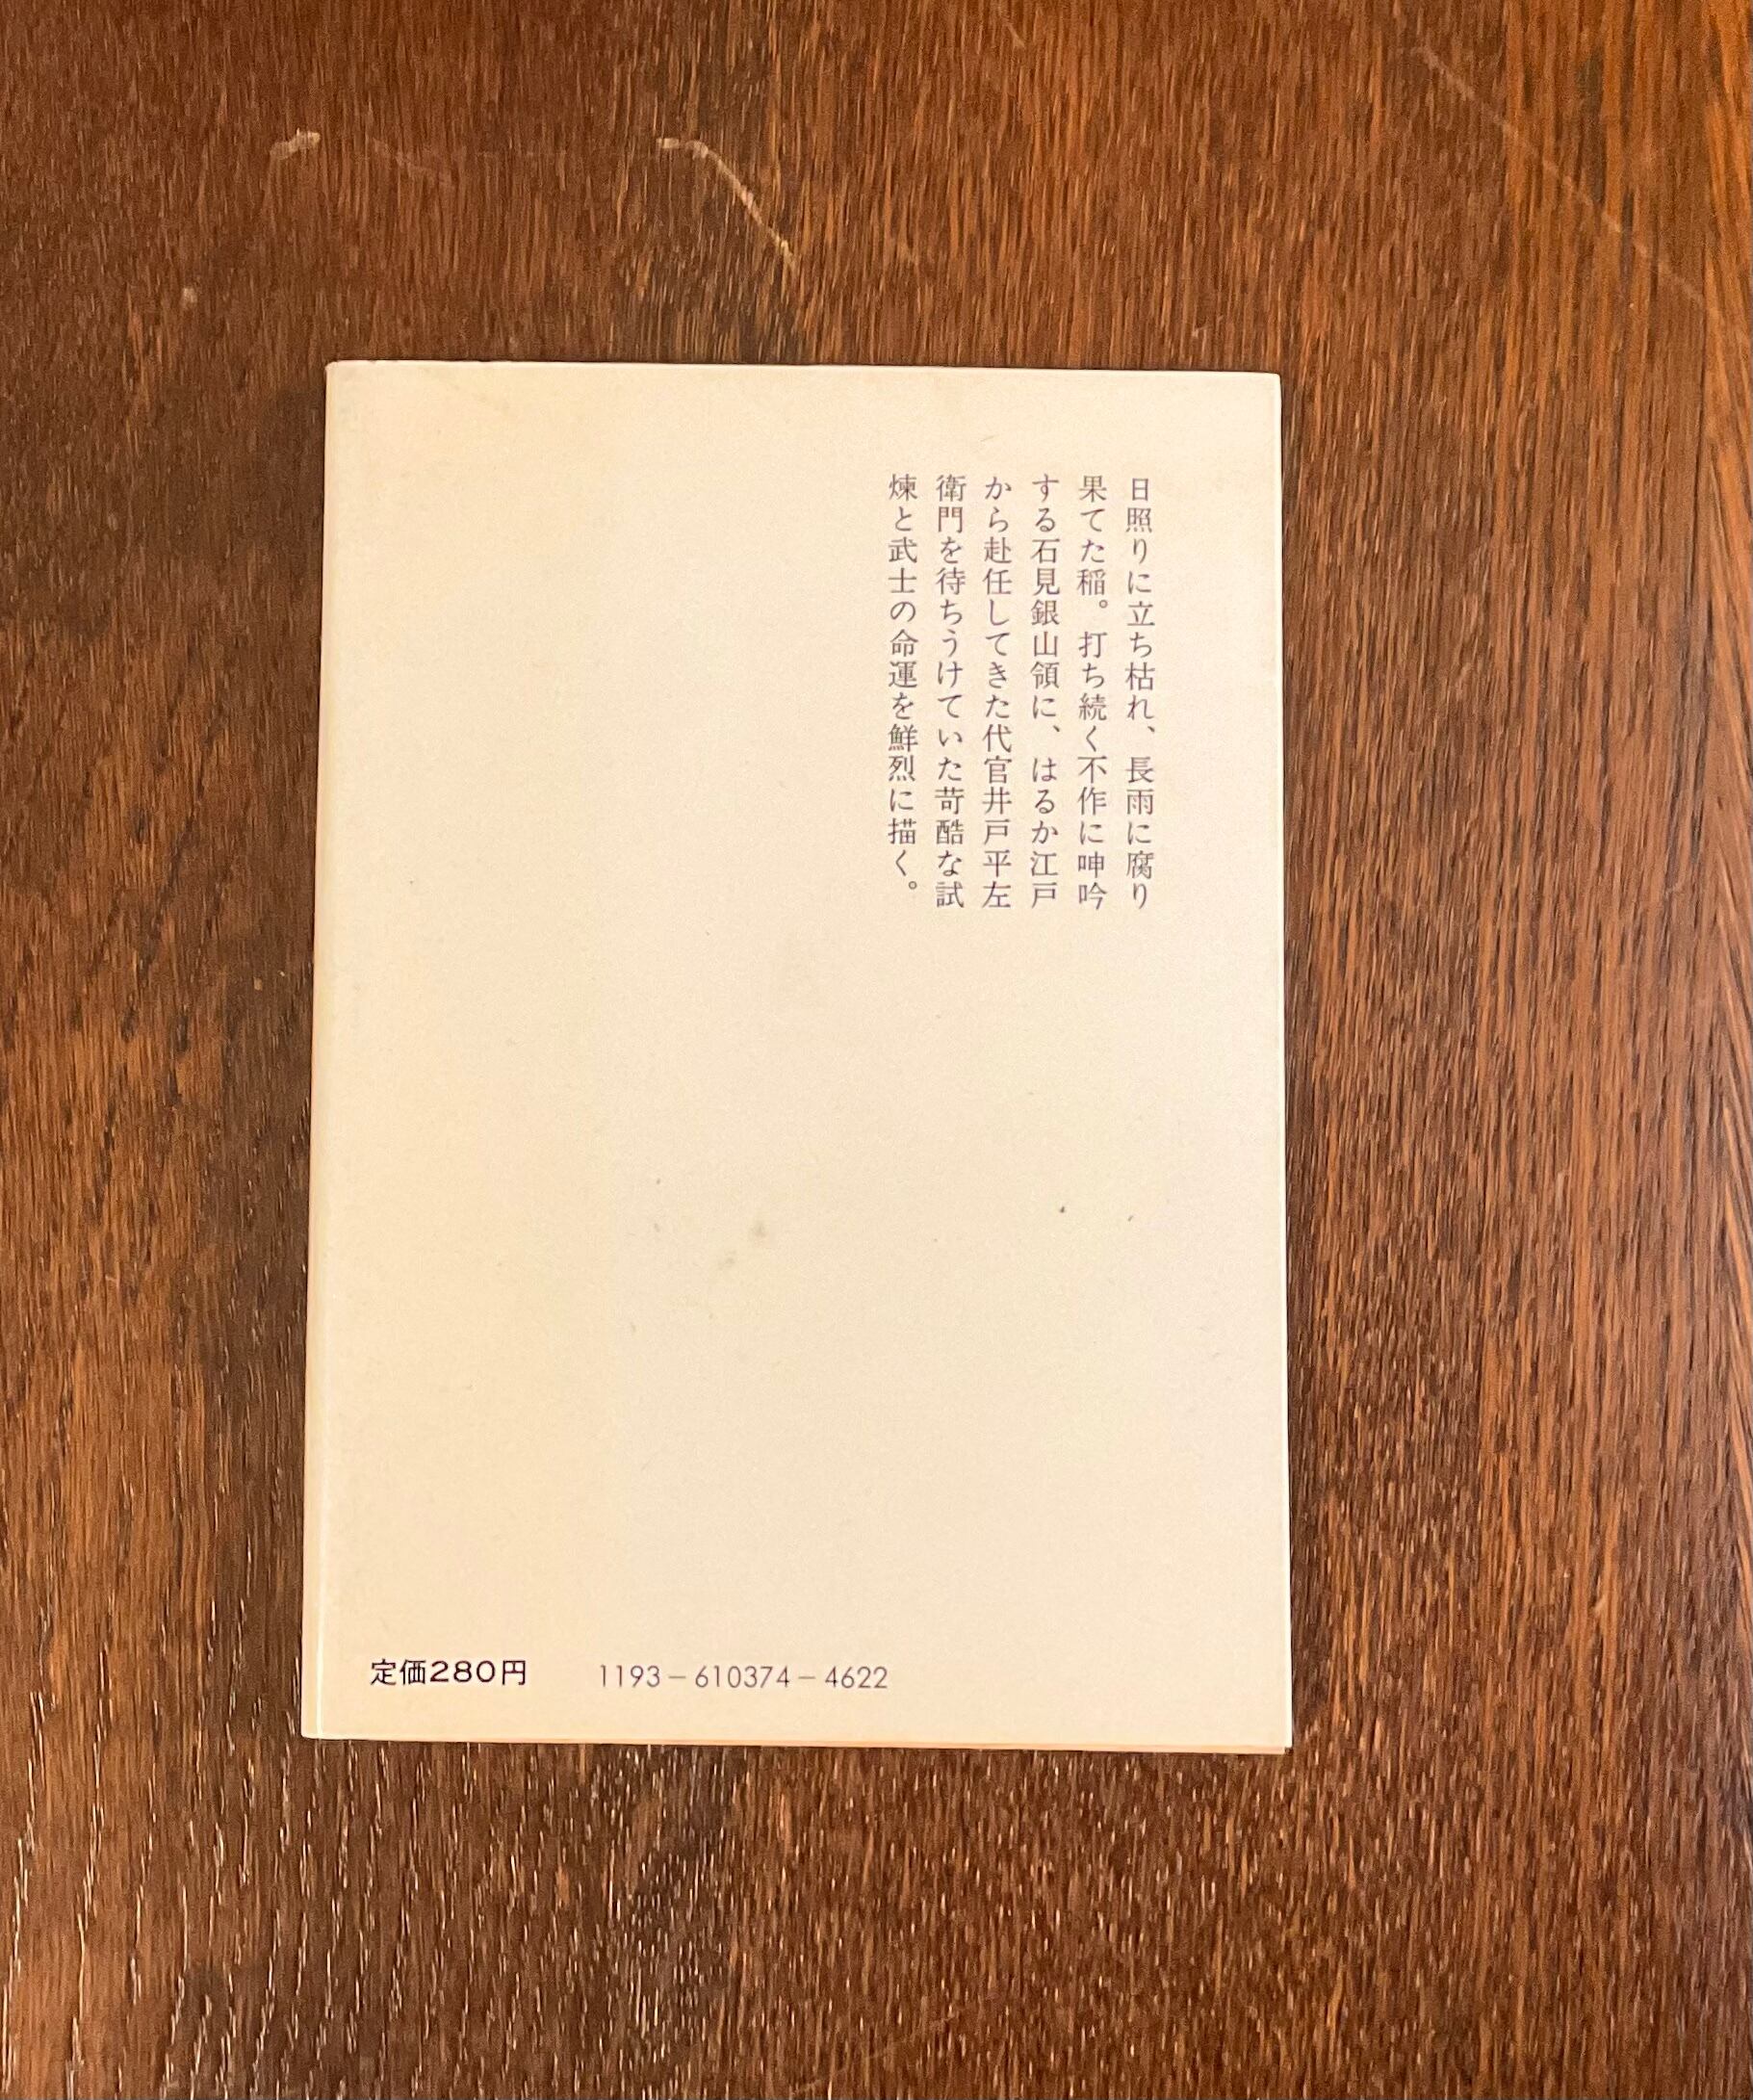 日照りに立ち枯れ、長雨に腐り
果てた稲。打ち続く不作に呻吟
する石見銀山領に、はるか江戸
から赴任してきた代官井戸平左
衛門を待ちうけていた苛酷な試
煉と武士の命運を鮮烈に描く。
定価280円 1193-610374-4622